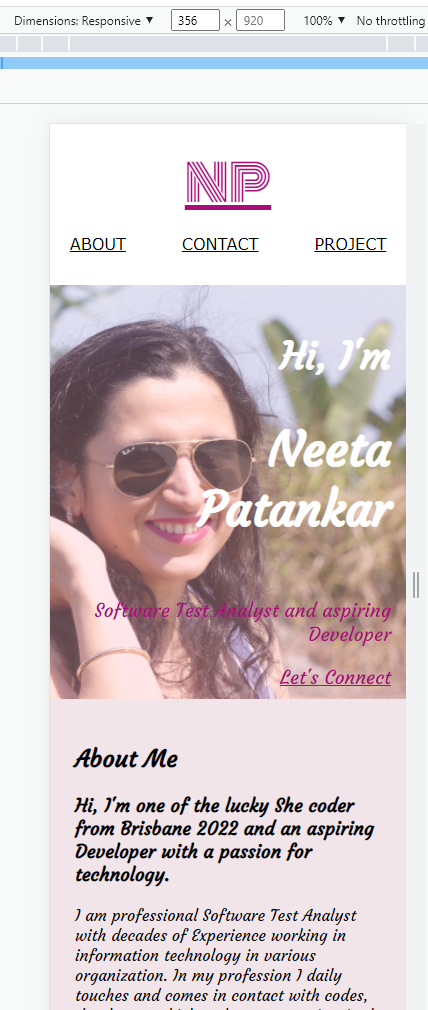 Dimensions: Responsive ▼ 356 × 920 100% ▼ No throttling
NP
ABOUT CONTACT PROJECT
Hi, I'm
Neeta
Patankar
Software Test Analyst and aspiring
Developer
Let's Connect
About Me
Hi, I'm one of the lucky She coder
from Brisbane 2022 and an aspiring
Developer with a passion for
technology.
I am professional Software Test Analyst
with decades of Experience working in
information technology in various
organization. In my profession I daily
touches and comes in contact with codes,